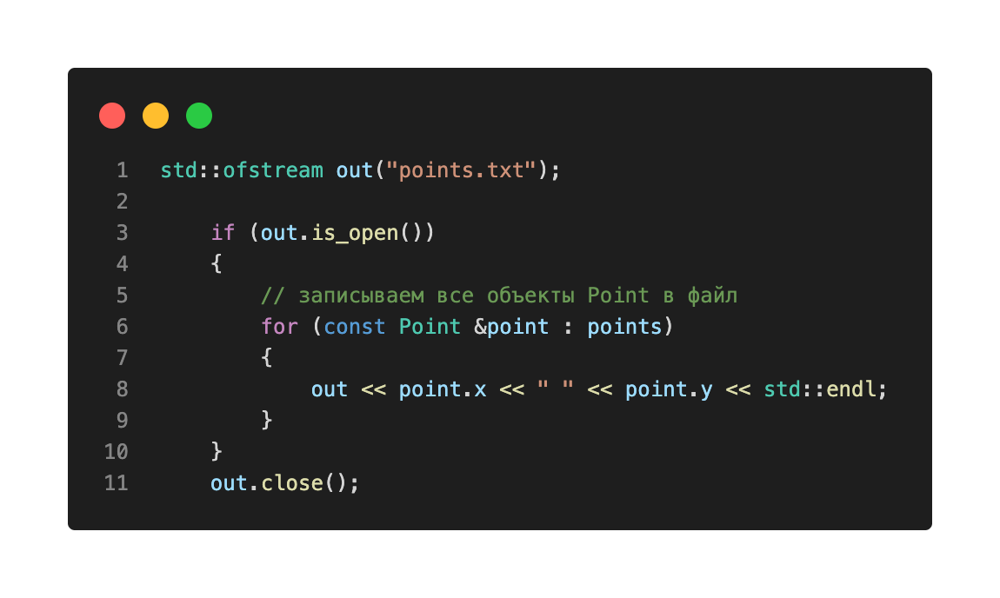 1 std::ofstream out("points.txt");
2
3     if (out.is_open())
4     {
5         // записываем все объекты Point в файл
6         for (const Point &point : points)
7         {
8             out << point.x << " " << point.y << std::endl;
9         }
10     }
11     out.close();